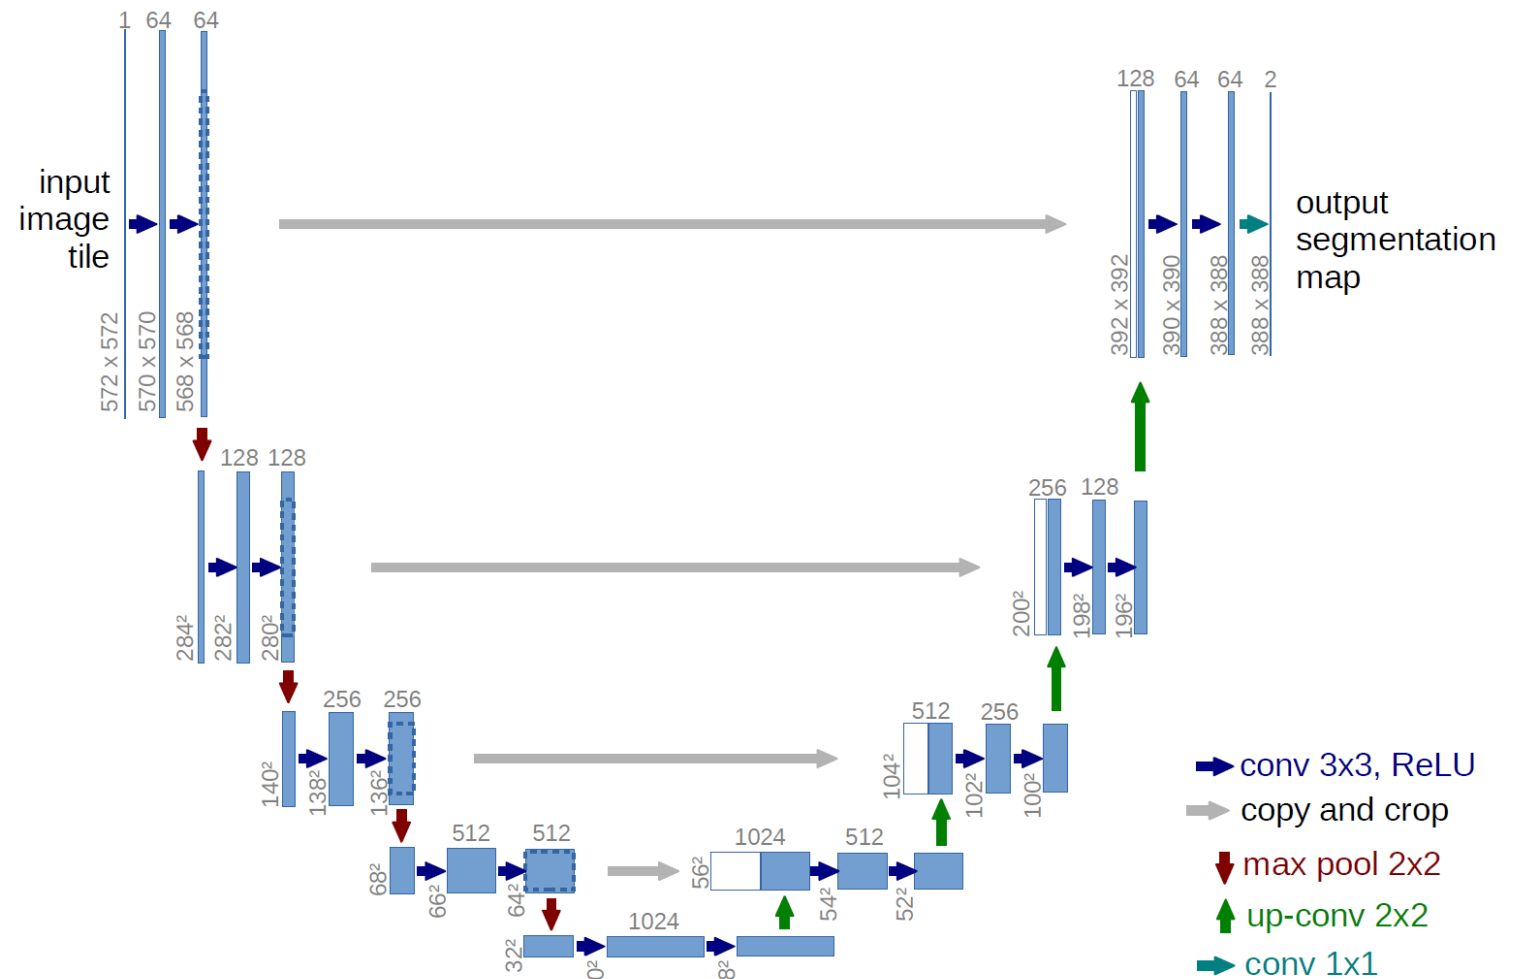 1 64 64
input
image
tile
572 x 572
570 x 570
568 x 568
128 64 64 2
392 x 392
390 x 390
388 x 388
388 x 388
output
segmentation
map
128 128
284²
282²
280²
256 128
200²
198²
196²
256 256
140²
138²
136²
512 256
104²
102²
100²
512 512
68²
66²
64²
1024 512
56²
54²
52²
1024
32²
conv 3x3, ReLU
copy and crop
max pool 2x2
up-conv 2x2
conv 1x1